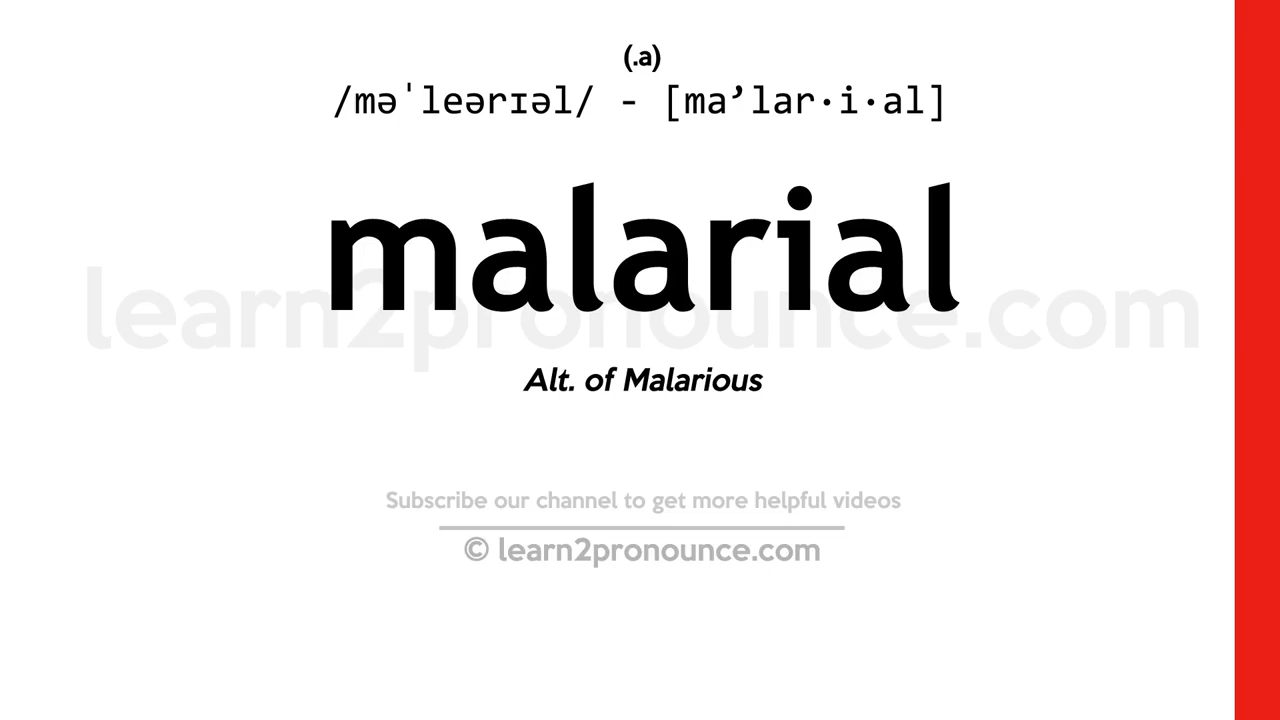 (.a)
/məˈleərɪəl/ - [ma’lar·i·al]
malarial
learn2pronounce.com
Alt. of Malarious
Subscribe our channel to get more helpful videos
© learn2pronounce.com